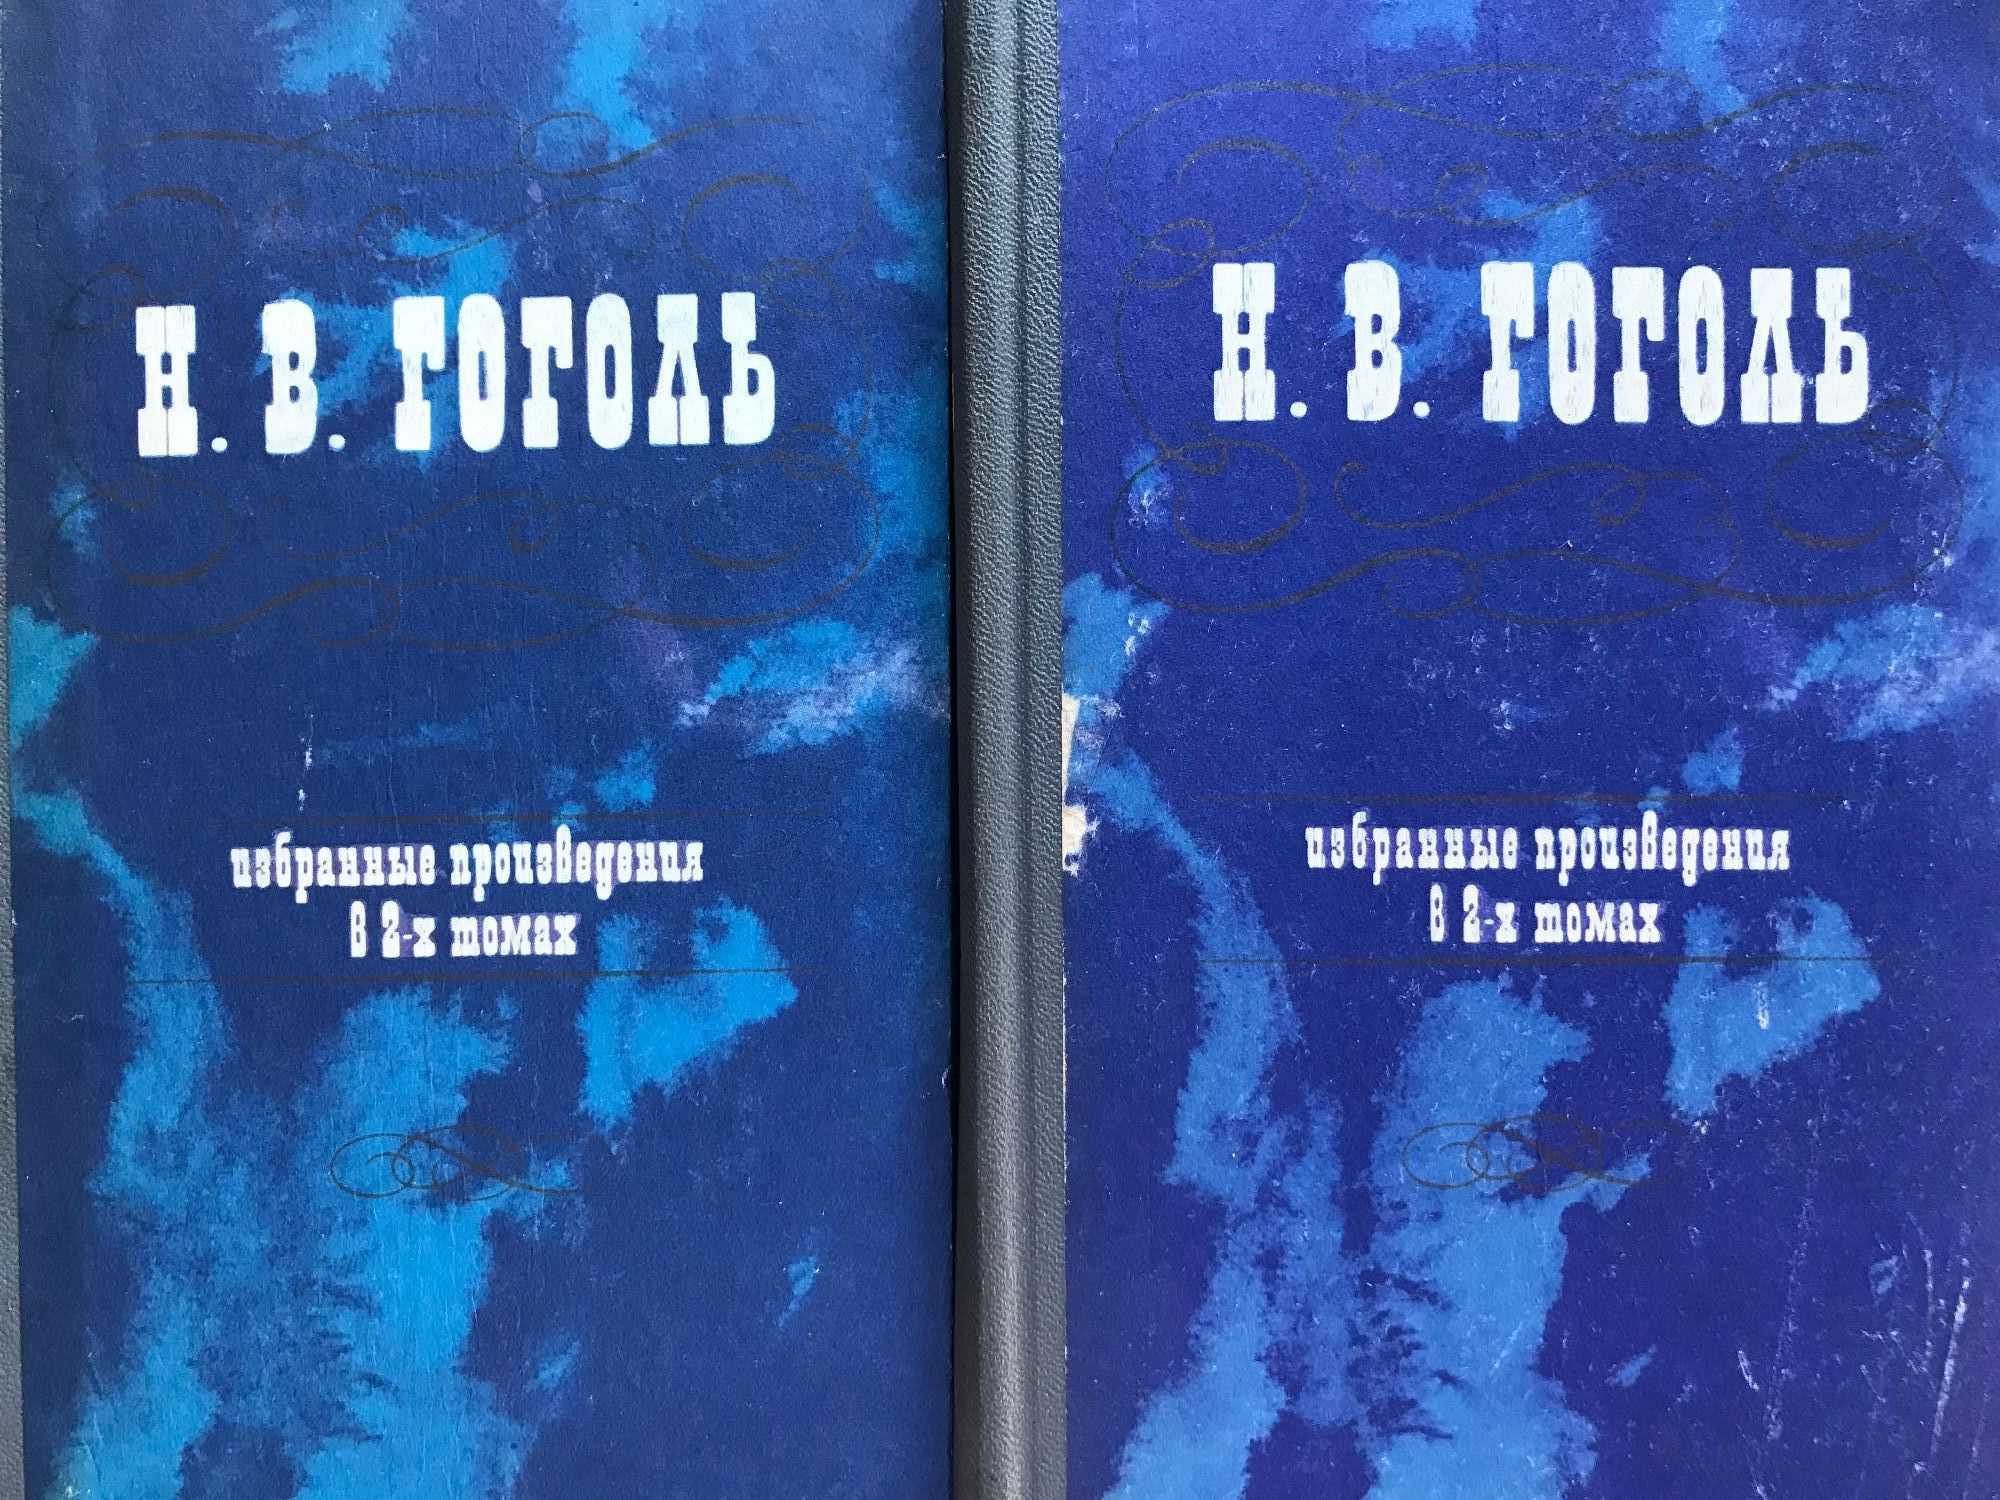 Н. В. ГОГОЛЬ
избранные произведения
в 2-х томах
Н. В. ГОГОЛЬ
избранные произведения
в 2-х томах